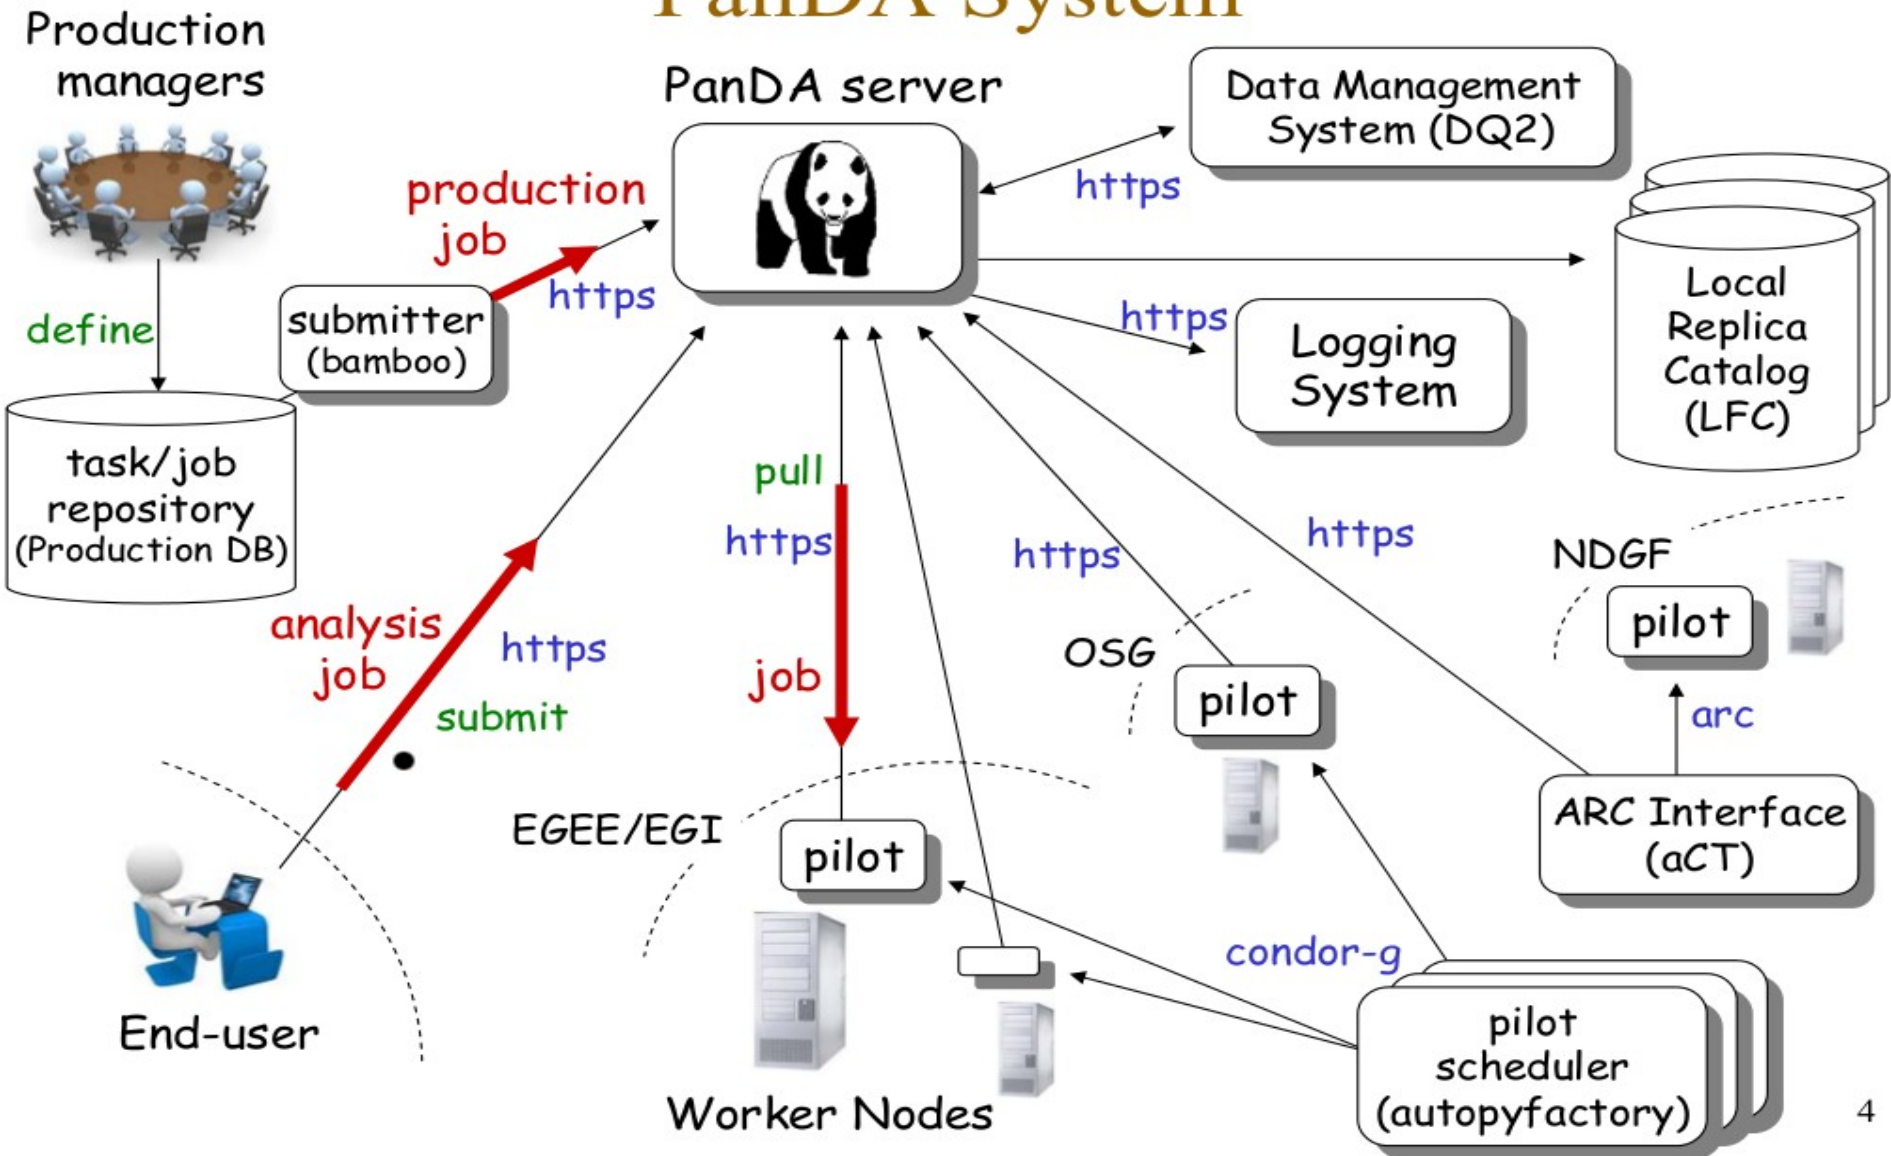 PanDA System
Production
managers
PanDA server
Data Management
System (DQ2)
https
production
job
https
define
submitter
(bamboo)
https
Logging
System
Local
Replica
Catalog
(LFC)
task/job
repository
(Production DB)
pull
https
https
https
NDGF
pilot
analysis
job
https
submit
job
OSG
pilot
arc
EGEE/EGI
pilot
ARC Interface
(aCT)
condor-g
End-user
Worker Nodes
pilot
scheduler
(autopyfactory)
4